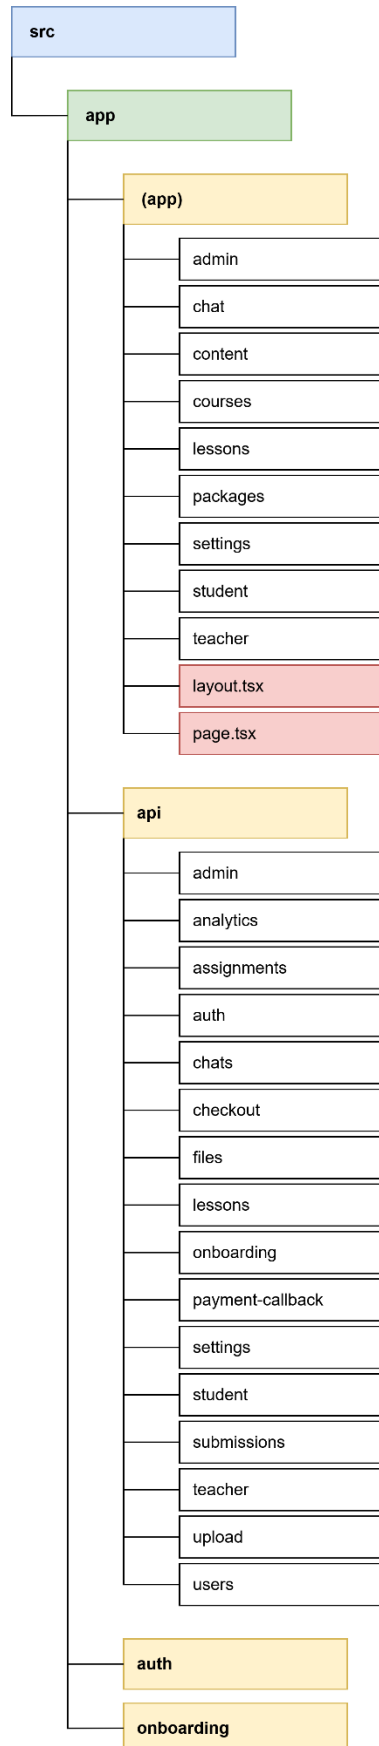 src
app
(app)
admin
chat
content
courses
lessons
packages
settings
student
teacher
layout.tsx
page.tsx
api
admin
analytics
assignments
auth
chats
checkout
files
lessons
onboarding
payment-callback
settings
student
submissions
teacher
upload
users
auth
onboarding